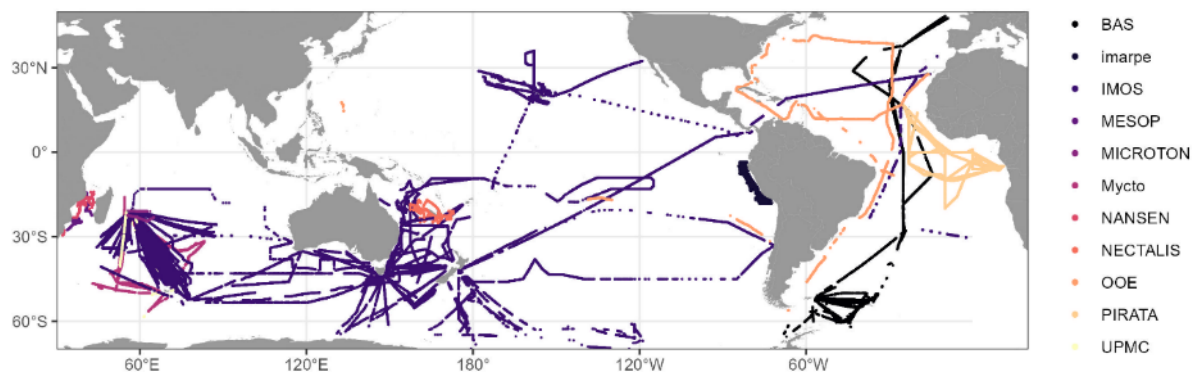 30°N
0°
30°S
60°S
60°E
120°E
180°
120°W
60°W
BAS
imarpe
IMOS
MESOP
MICROTON
Mycto
NANSEN
NECTALIS
OOE
PIRATA
UPMC